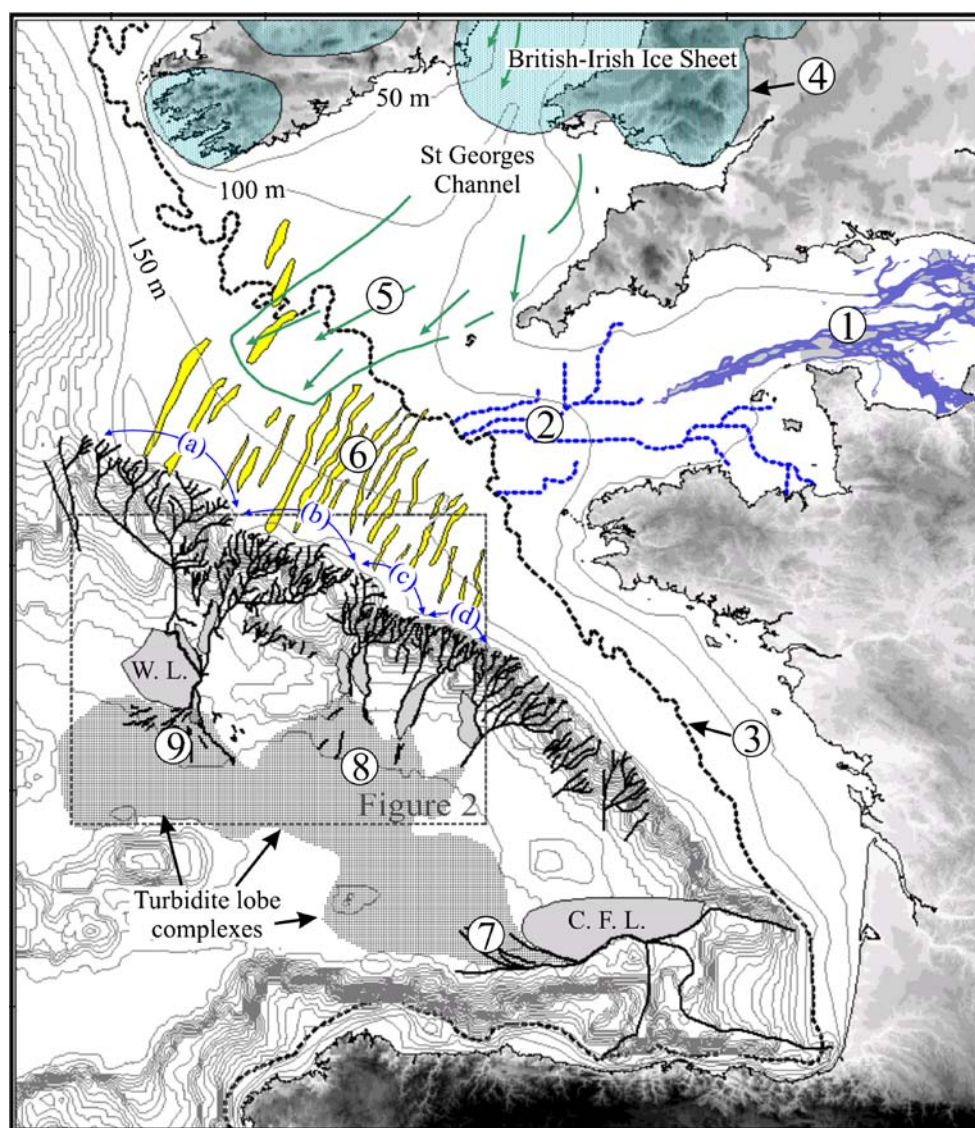 British-Irish Ice Sheet
4
50 m
St Georges
Channel
100 m
150 m
5
1
2
6
(a)
(b)
(c)
(d)
W. L.
9
8
3
Figure 2
Turbidite lobe
complexes
7
C. F. L.